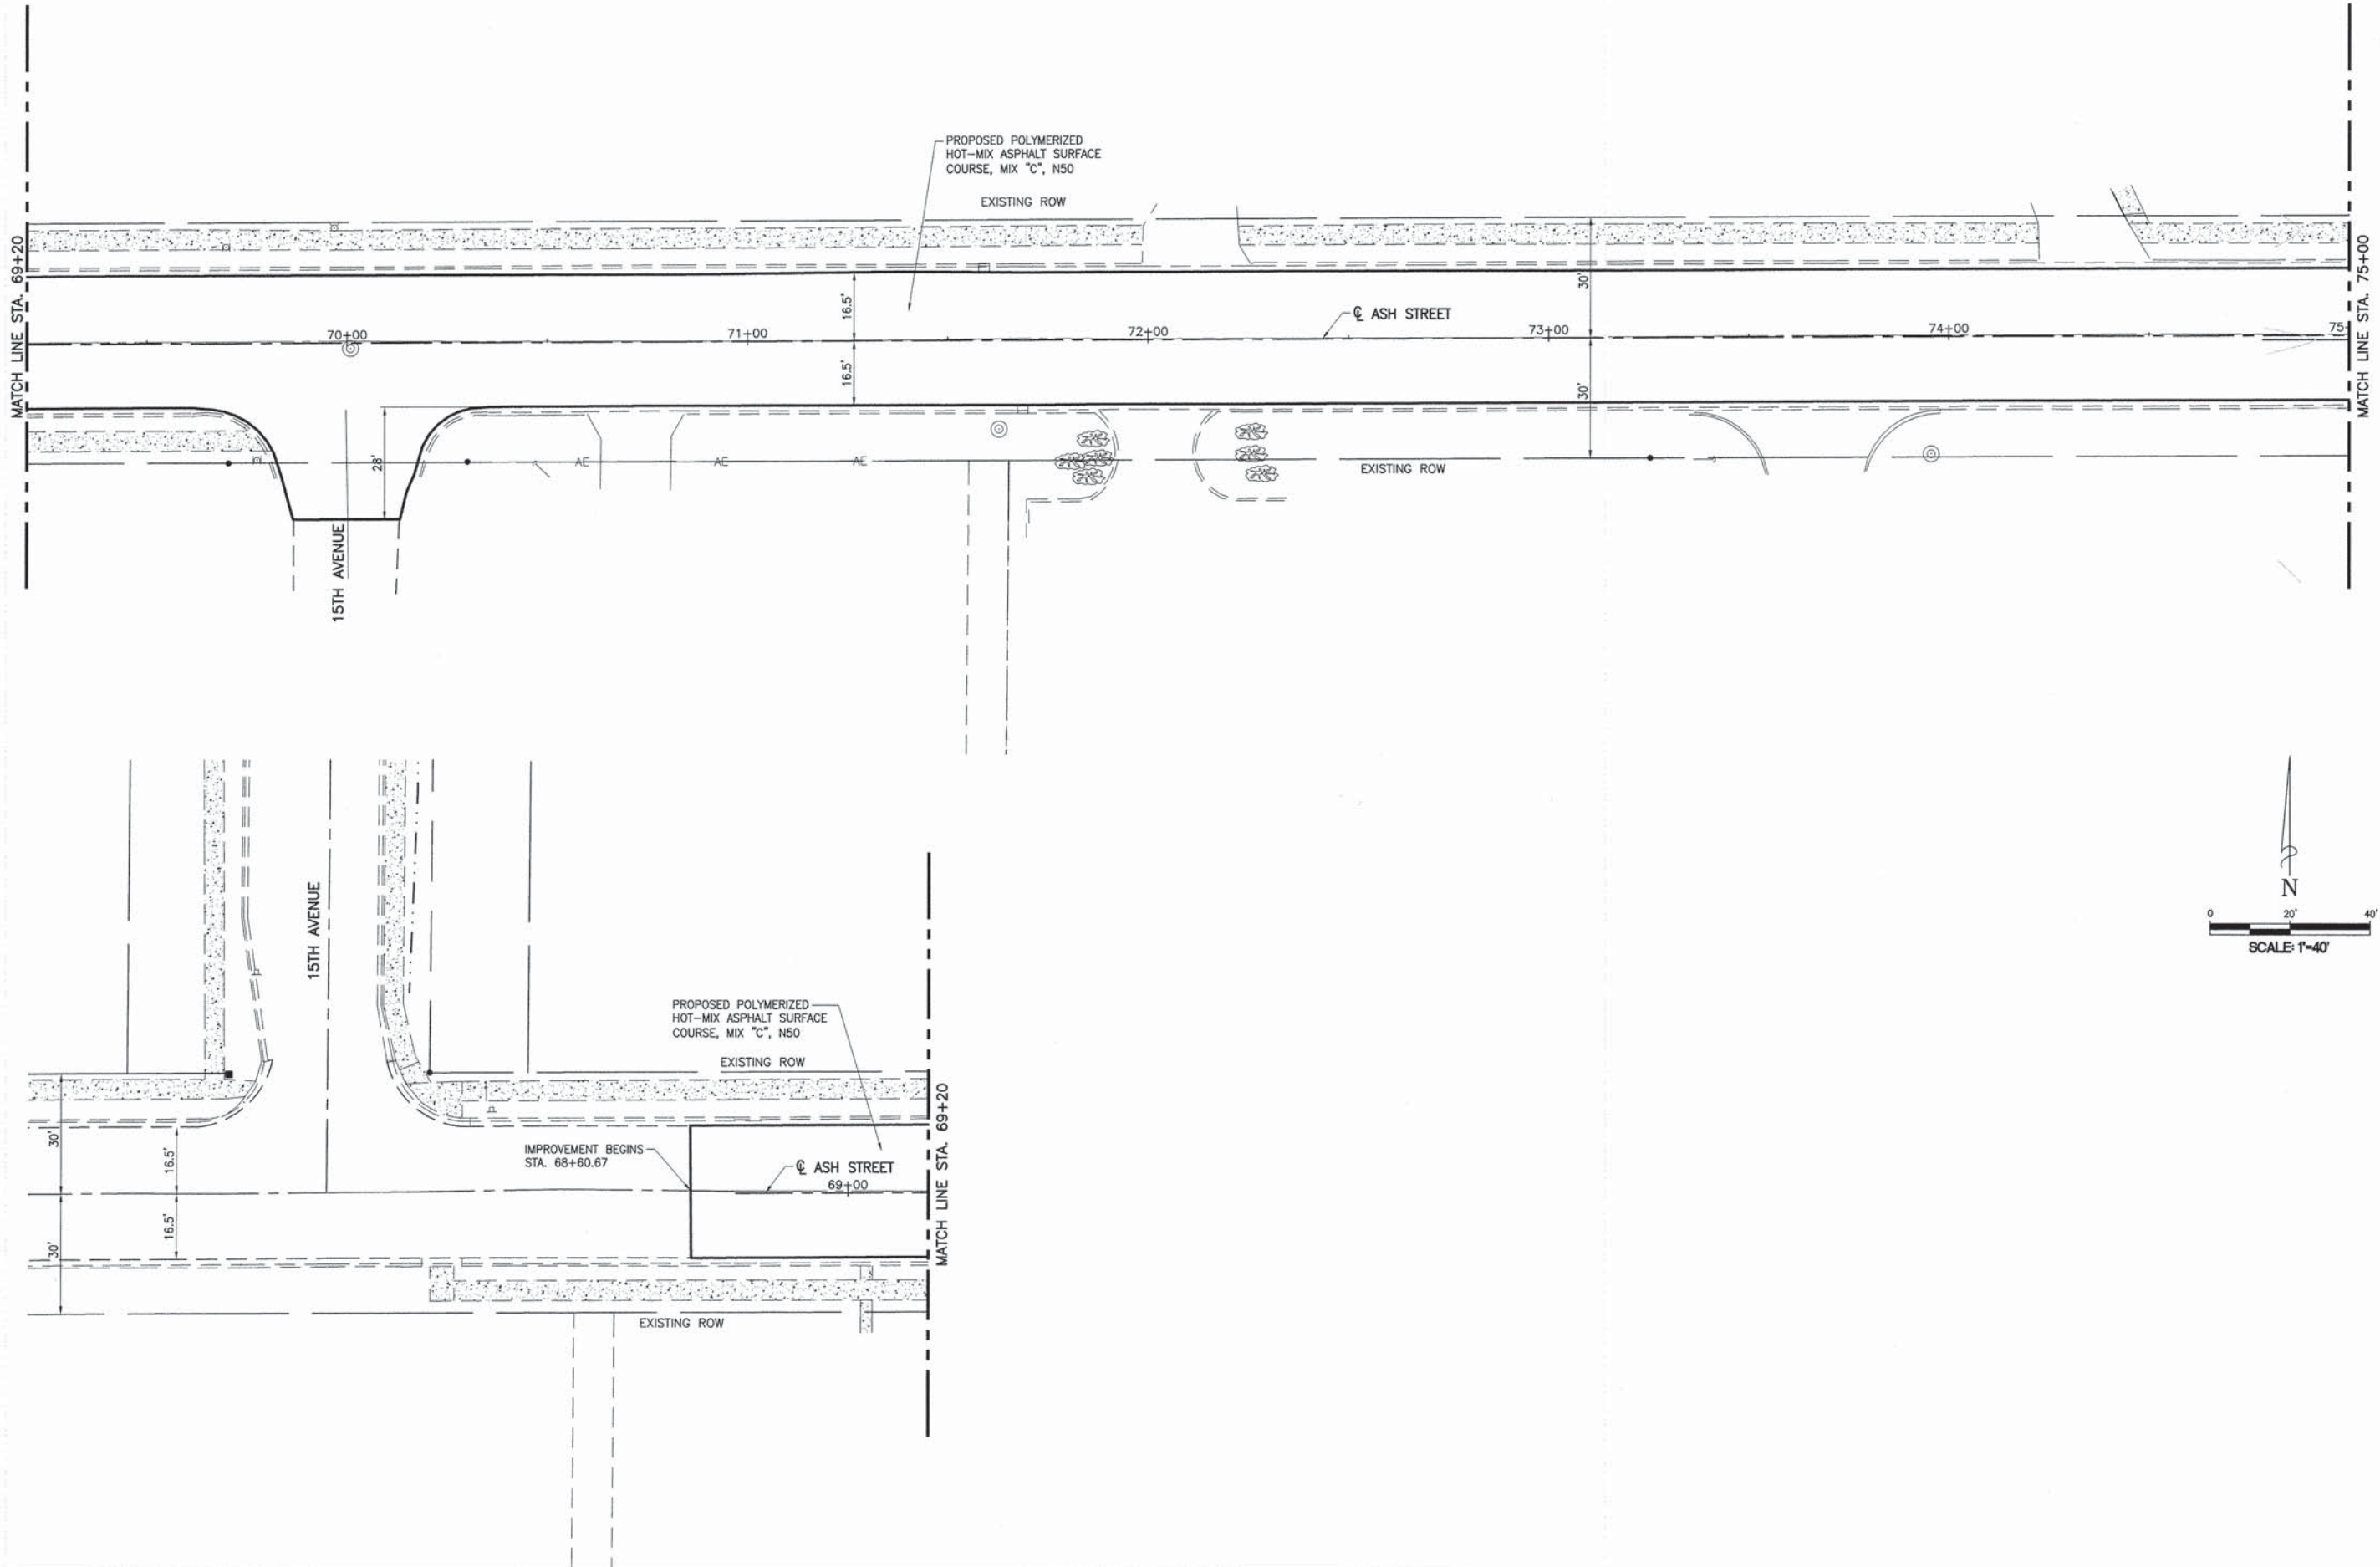 PROPOSED POLYMERIZED
HOT-MIX ASPHALT SURFACE
COURSE, MIX "C", N50
EXISTING ROW
MATCH LINE STA. 69+20
MATCH LINE STA. 75+00
16.5'
30'
℄ ASH STREET
70+00
71+00
72+00
73+00
74+00
75
16.5'
30'
28'
AE
AE
AE
EXISTING ROW
15TH AVENUE
15TH AVENUE
N
0 20' 40'
SCALE: 1"=40'
PROPOSED POLYMERIZED
HOT-MIX ASPHALT SURFACE
COURSE, MIX "C", N50
EXISTING ROW
MATCH LINE STA. 69+20
30'
16.5'
IMPROVEMENT BEGINS
STA. 68+60.67
℄ ASH STREET
69+00
16.5'
30'
EXISTING ROW